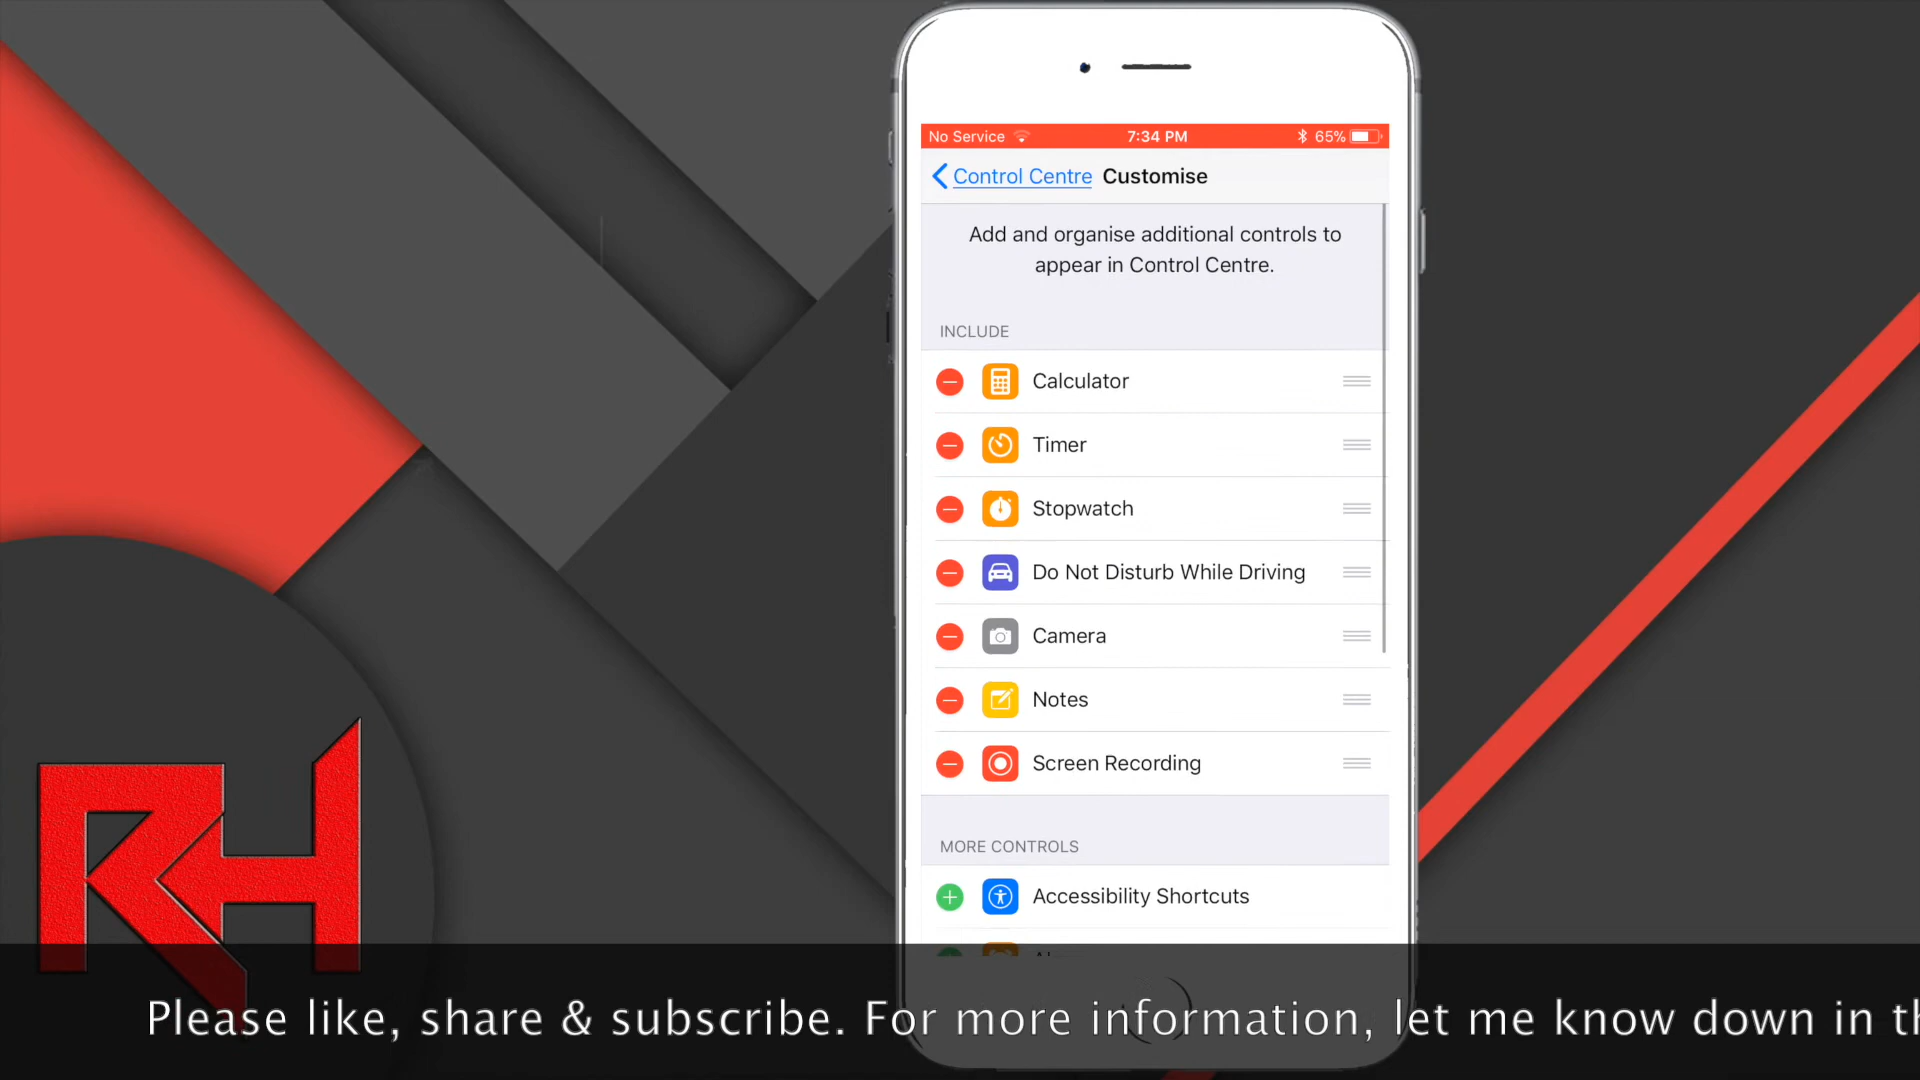 No Service
7:34 PM
65%
Control Centre
Customise
Add and organise additional controls to
appear in Control Centre.
INCLUDE
Calculator
Timer
Stopwatch
Do Not Disturb While Driving
Camera
Notes
Screen Recording
MORE CONTROLS
Accessibility Shortcuts
RH
Please like, share & subscribe. For more information, let me know down in